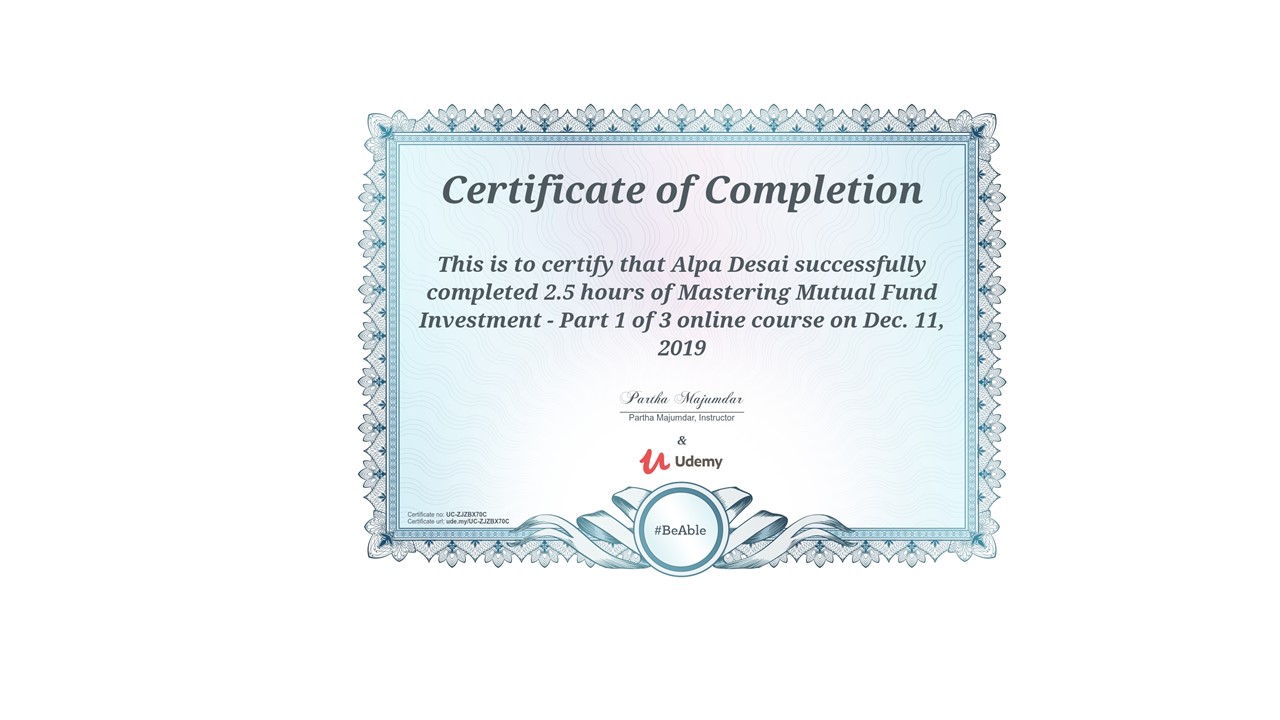 Certificate of Completion
This is to certify that Alpa Desai successfully
completed 2.5 hours of Mastering Mutual Fund
Investment - Part 1 of 3 online course on Dec. 11,
2019
Partha Majumdar
Partha Majumdar, Instructor
&
Udemy
#BeAble
Certificate no: UC-ZJZBX70C
Certificate url: ude.my/UC-ZJZBX70C